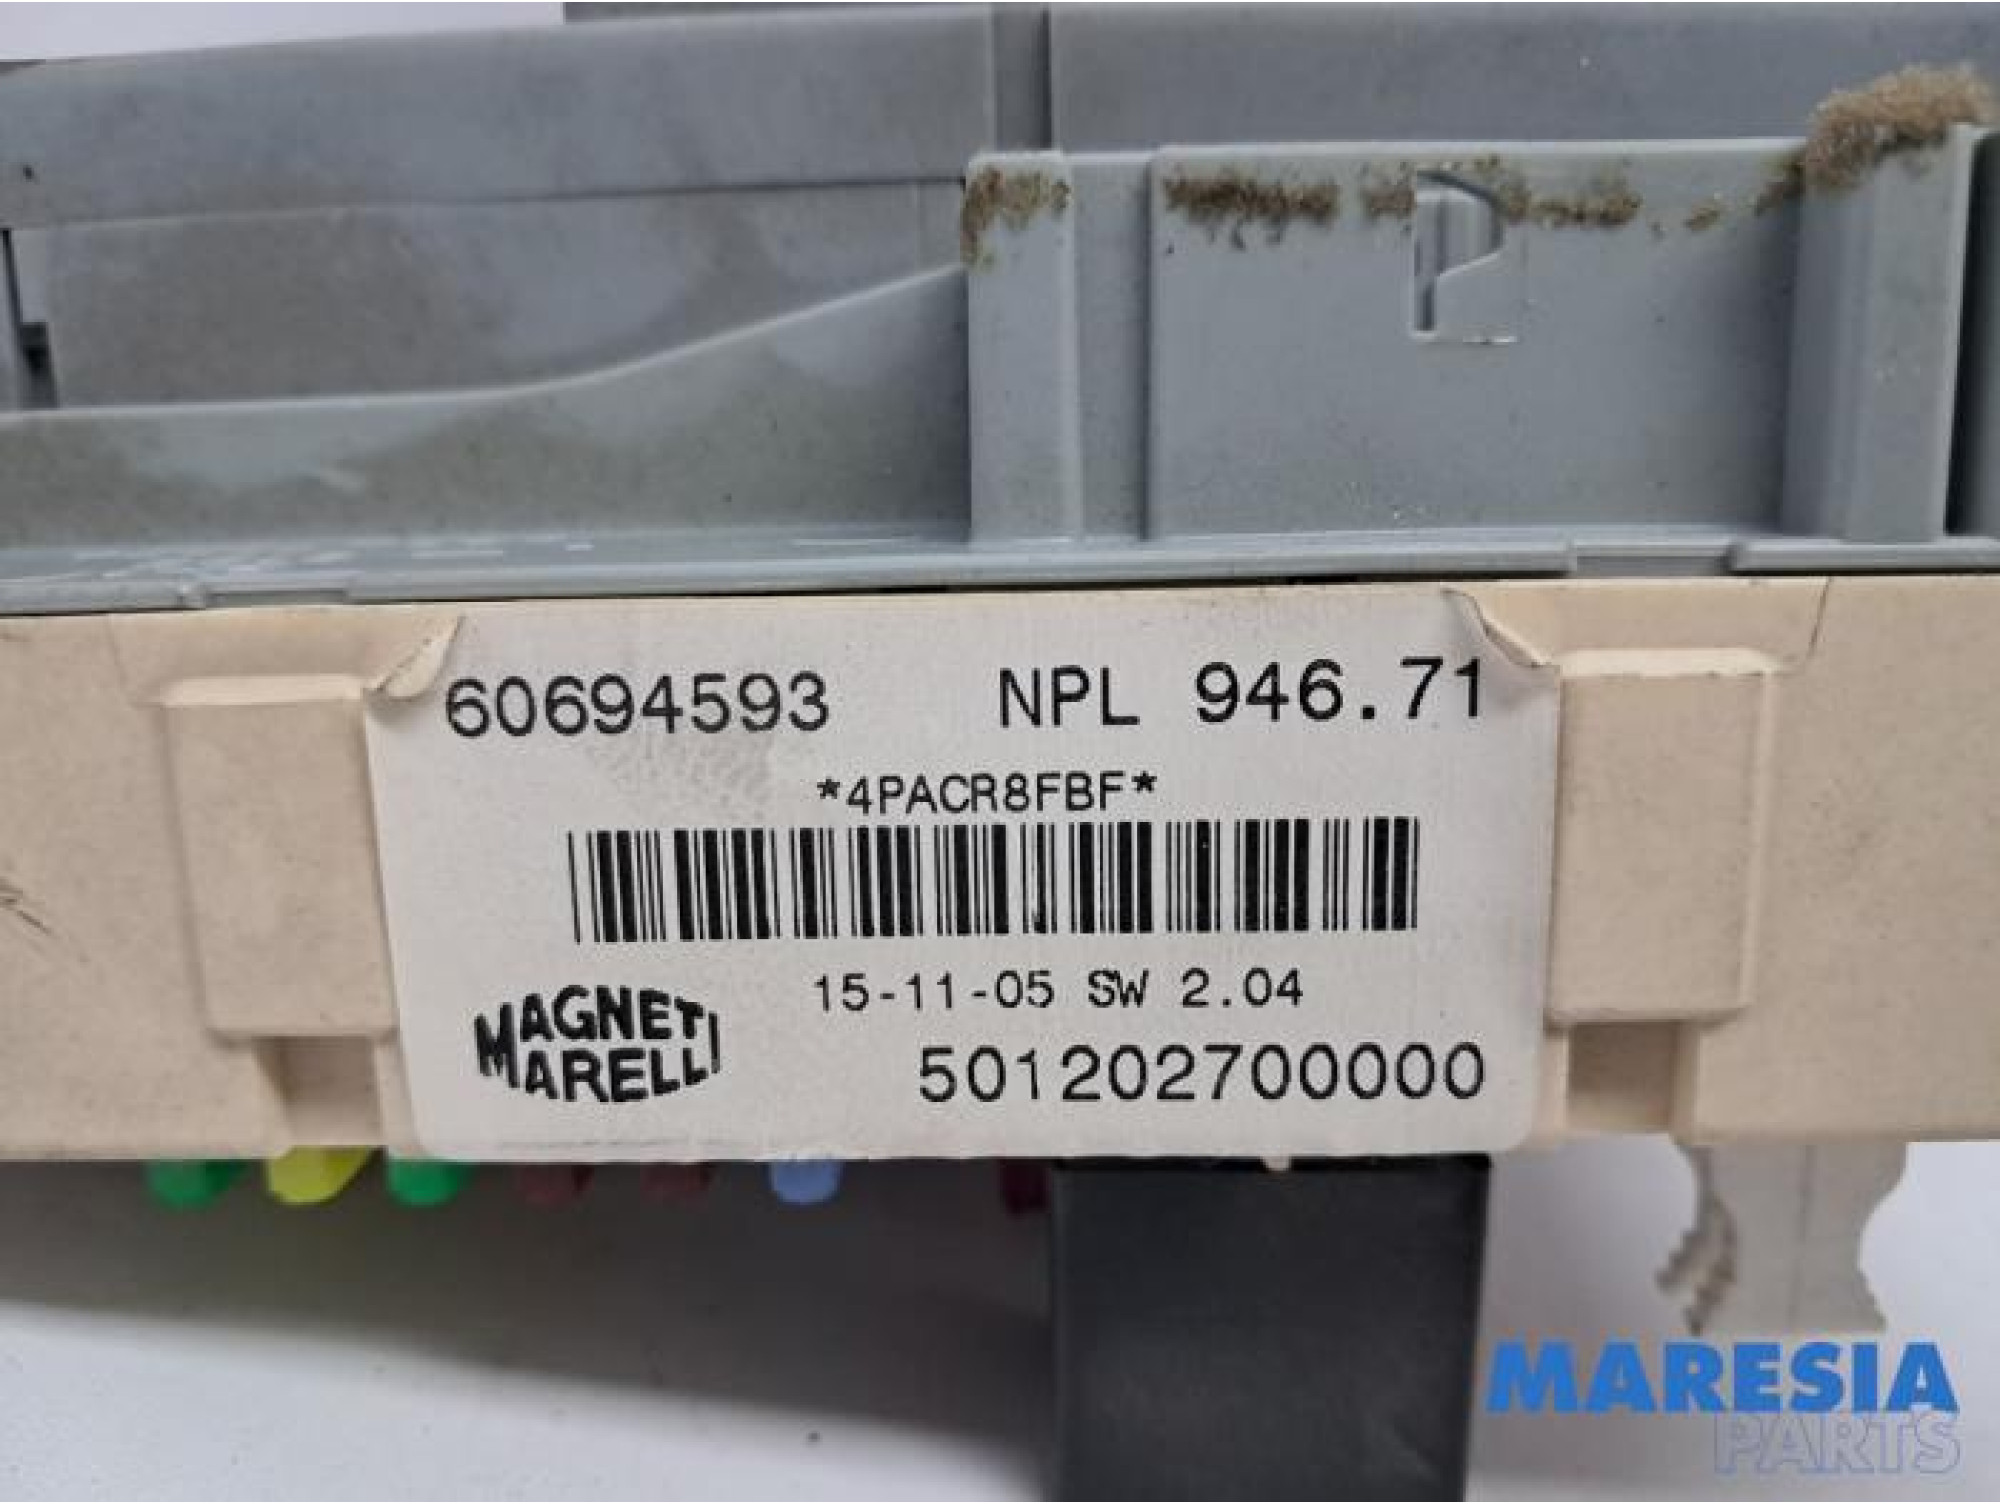 60694593 NPL 946.71
*4PACR8FBF*
15-11-05 SW 2.04
MAGNETI
MARELLI
501202700000
MARESIA
PARTS